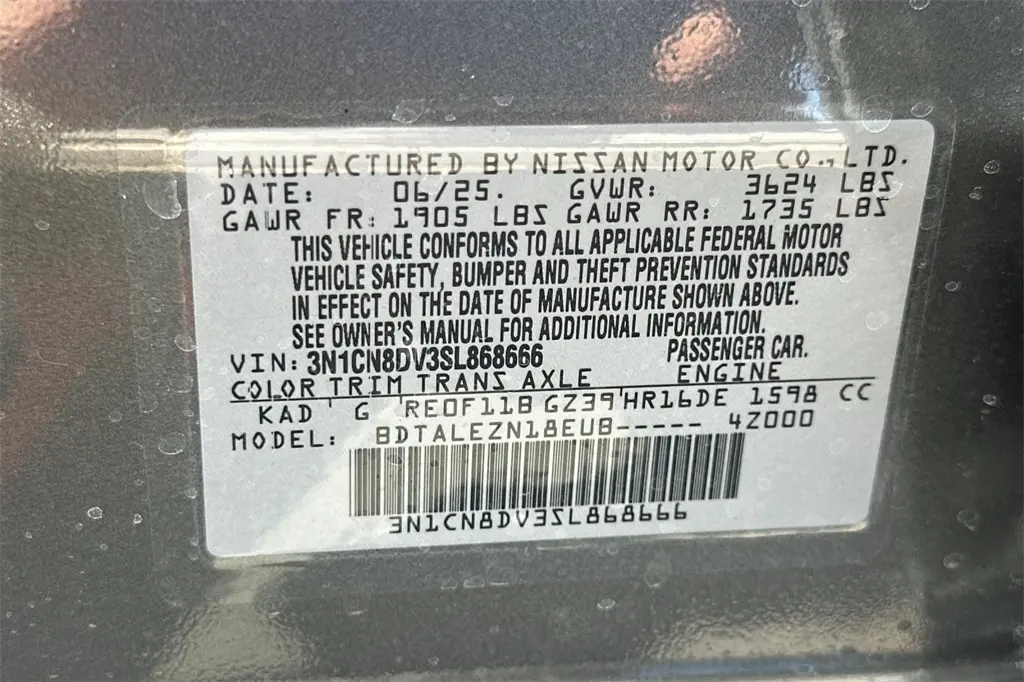 MANUFACTURED BY NISSAN MOTOR CO., LTD.
DATE: 06/25. GVWR: 3624 LBS
GAWR FR: 1905 LBS GAWR RR: 1735 LBS
THIS VEHICLE CONFORMS TO ALL APPLICABLE FEDERAL MOTOR
VEHICLE SAFETY, BUMPER AND THEFT PREVENTION STANDARDS
IN EFFECT ON THE DATE OF MANUFACTURE SHOWN ABOVE.
SEE OWNER'S MANUAL FOR ADDITIONAL INFORMATION.
VIN: 3N1CN8DV3SL868666 PASSENGER CAR.
COLOR TRIM TRANS AXLE ENGINE
KAD G RE0F11B GZ39 HR16DE 1598 CC
MODEL: BDTALEZN18EUB----- 4Z000
3N1CN8DV3SL868666